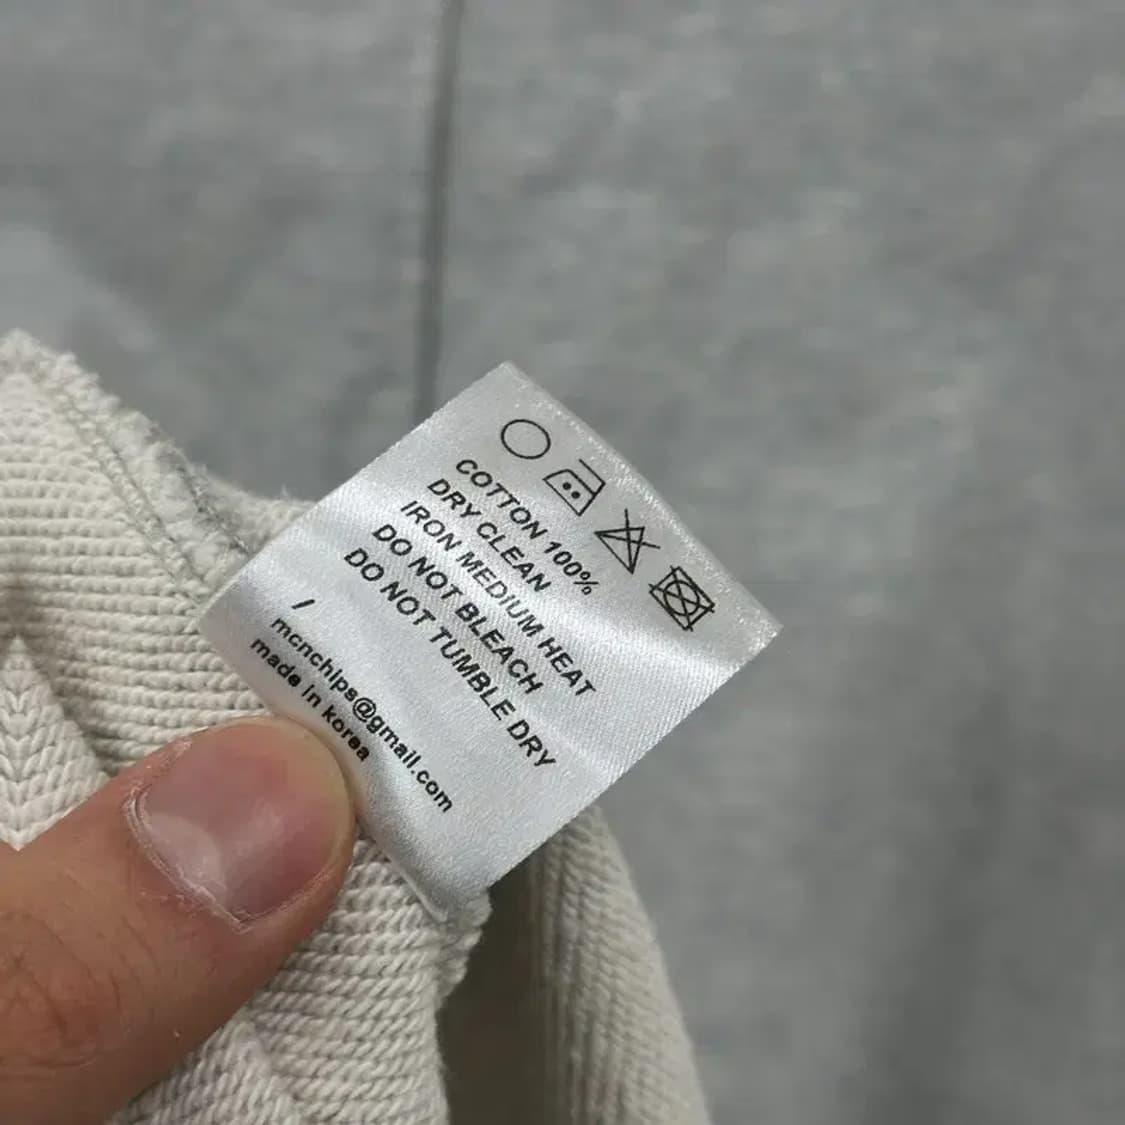 COTTON 100%
DRY CLEAN
IRON MEDIUM HEAT
DO NOT BLEACH
DO NOT TUMBLE DRY
/
mcnchips@gmail.com
made in korea